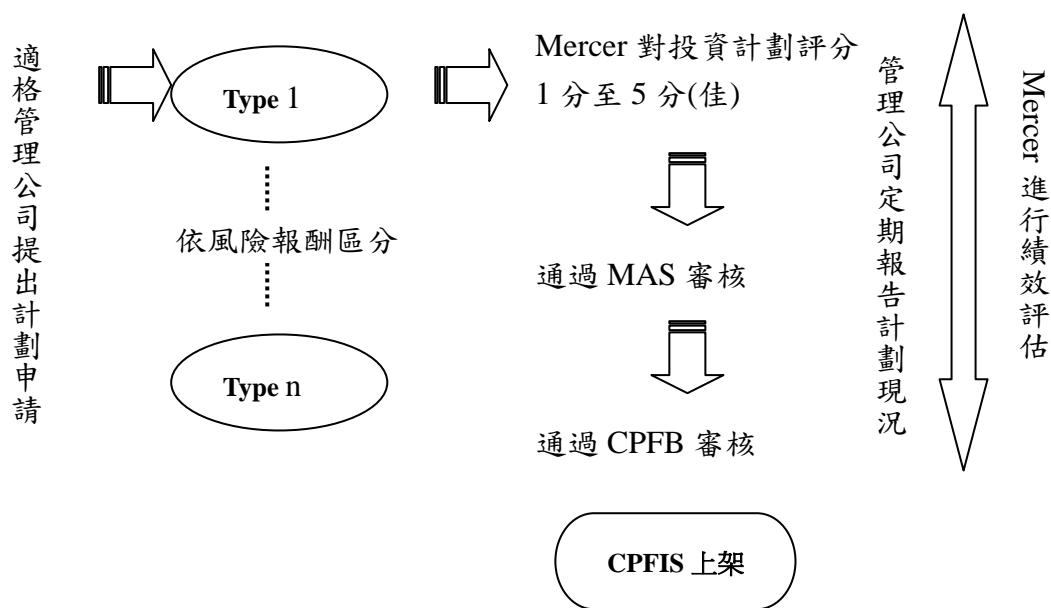 適格管理公司提出計劃申請
Type 1
依風險報酬區分
Type n
Mercer 對投資計劃評分
1 分至 5 分(佳)
通過 MAS 審核
通過 CPFB 審核
CPFIS 上架
管理公司定期報告計劃現況
Mercer 進行績效評估